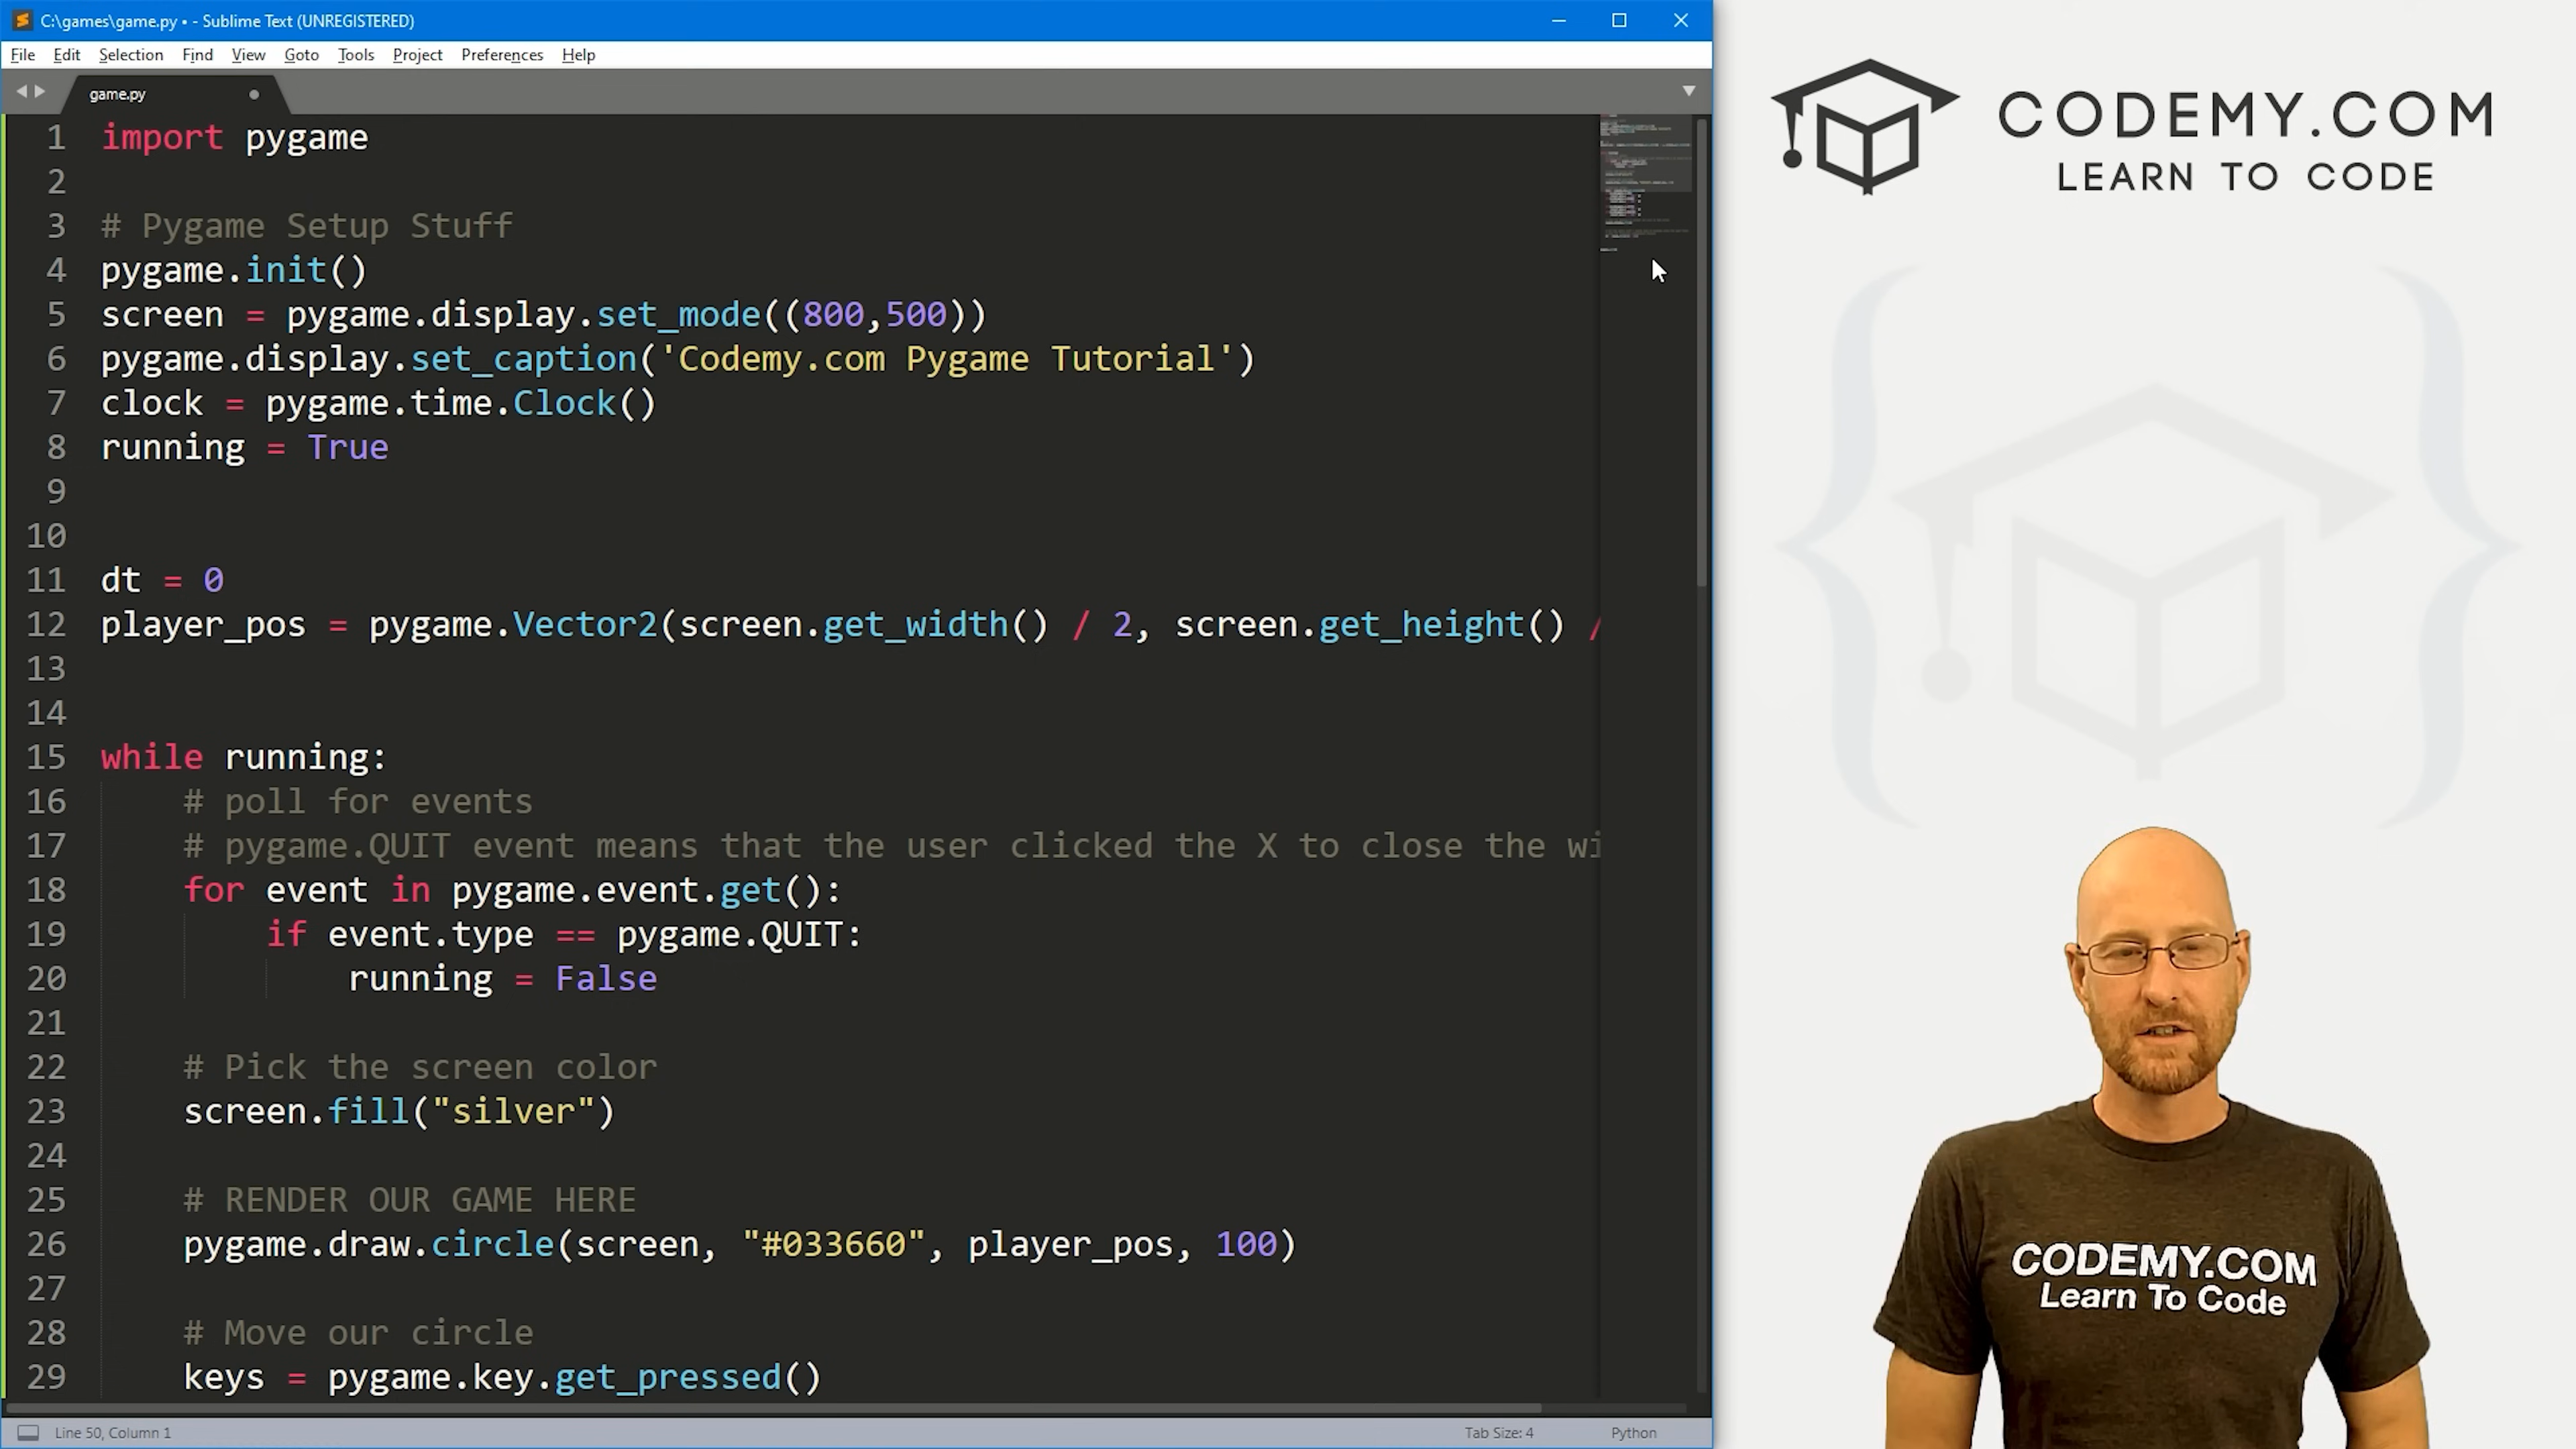 C:\games\game.py • - Sublime Text (UNREGISTERED)
File Edit Selection Find View Goto Tools Project Preferences Help
game.py
1 import pygame
2
3 # Pygame Setup Stuff
4 pygame.init()
5 screen = pygame.display.set_mode((800,500))
6 pygame.display.set_caption('Codemy.com Pygame Tutorial')
7 clock = pygame.time.Clock()
8 running = True
9
10
11 dt = 0
12 player_pos = pygame.Vector2(screen.get_width() / 2, screen.get_height() /
13
14
15 while running:
16 # poll for events
17 # pygame.QUIT event means that the user clicked the X to close the wi
18 for event in pygame.event.get():
19 if event.type == pygame.QUIT:
20 running = False
21
22 # Pick the screen color
23 screen.fill("silver")
24
25 # RENDER OUR GAME HERE
26 pygame.draw.circle(screen, "#033660", player_pos, 100)
27
28 # Move our circle
29 keys = pygame.key.get_pressed()
Line 50, Column 1
Tab Size: 4
Python
CODEMY.COM
LEARN TO CODE
CODEMY.COM
Learn To Code